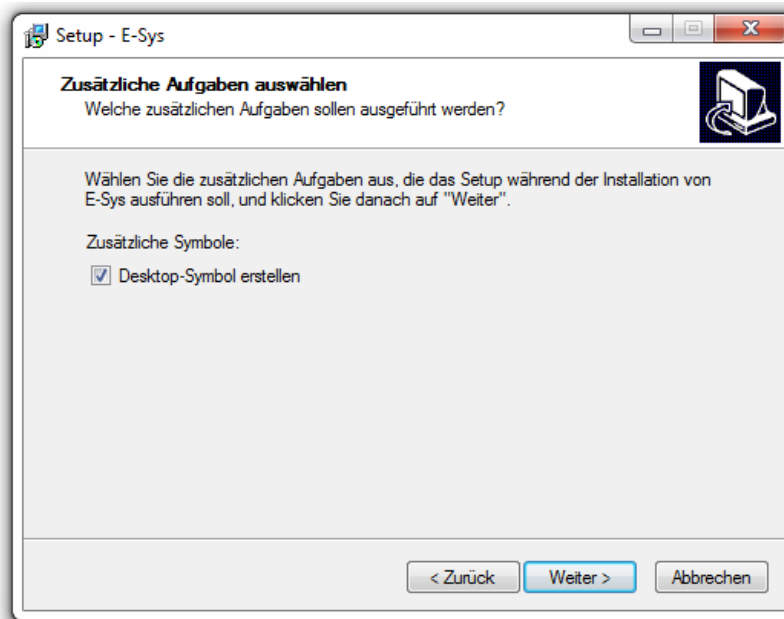 Setup - E-Sys
Zusätzliche Aufgaben auswählen
Welche zusätzlichen Aufgaben sollen ausgeführt werden?
Wählen Sie die zusätzlichen Aufgaben aus, die das Setup während der Installation von
E-Sys ausführen soll, und klicken Sie danach auf "Weiter".
Zusätzliche Symbole:
Desktop-Symbol erstellen
< Zurück
Weiter >
Abbrechen